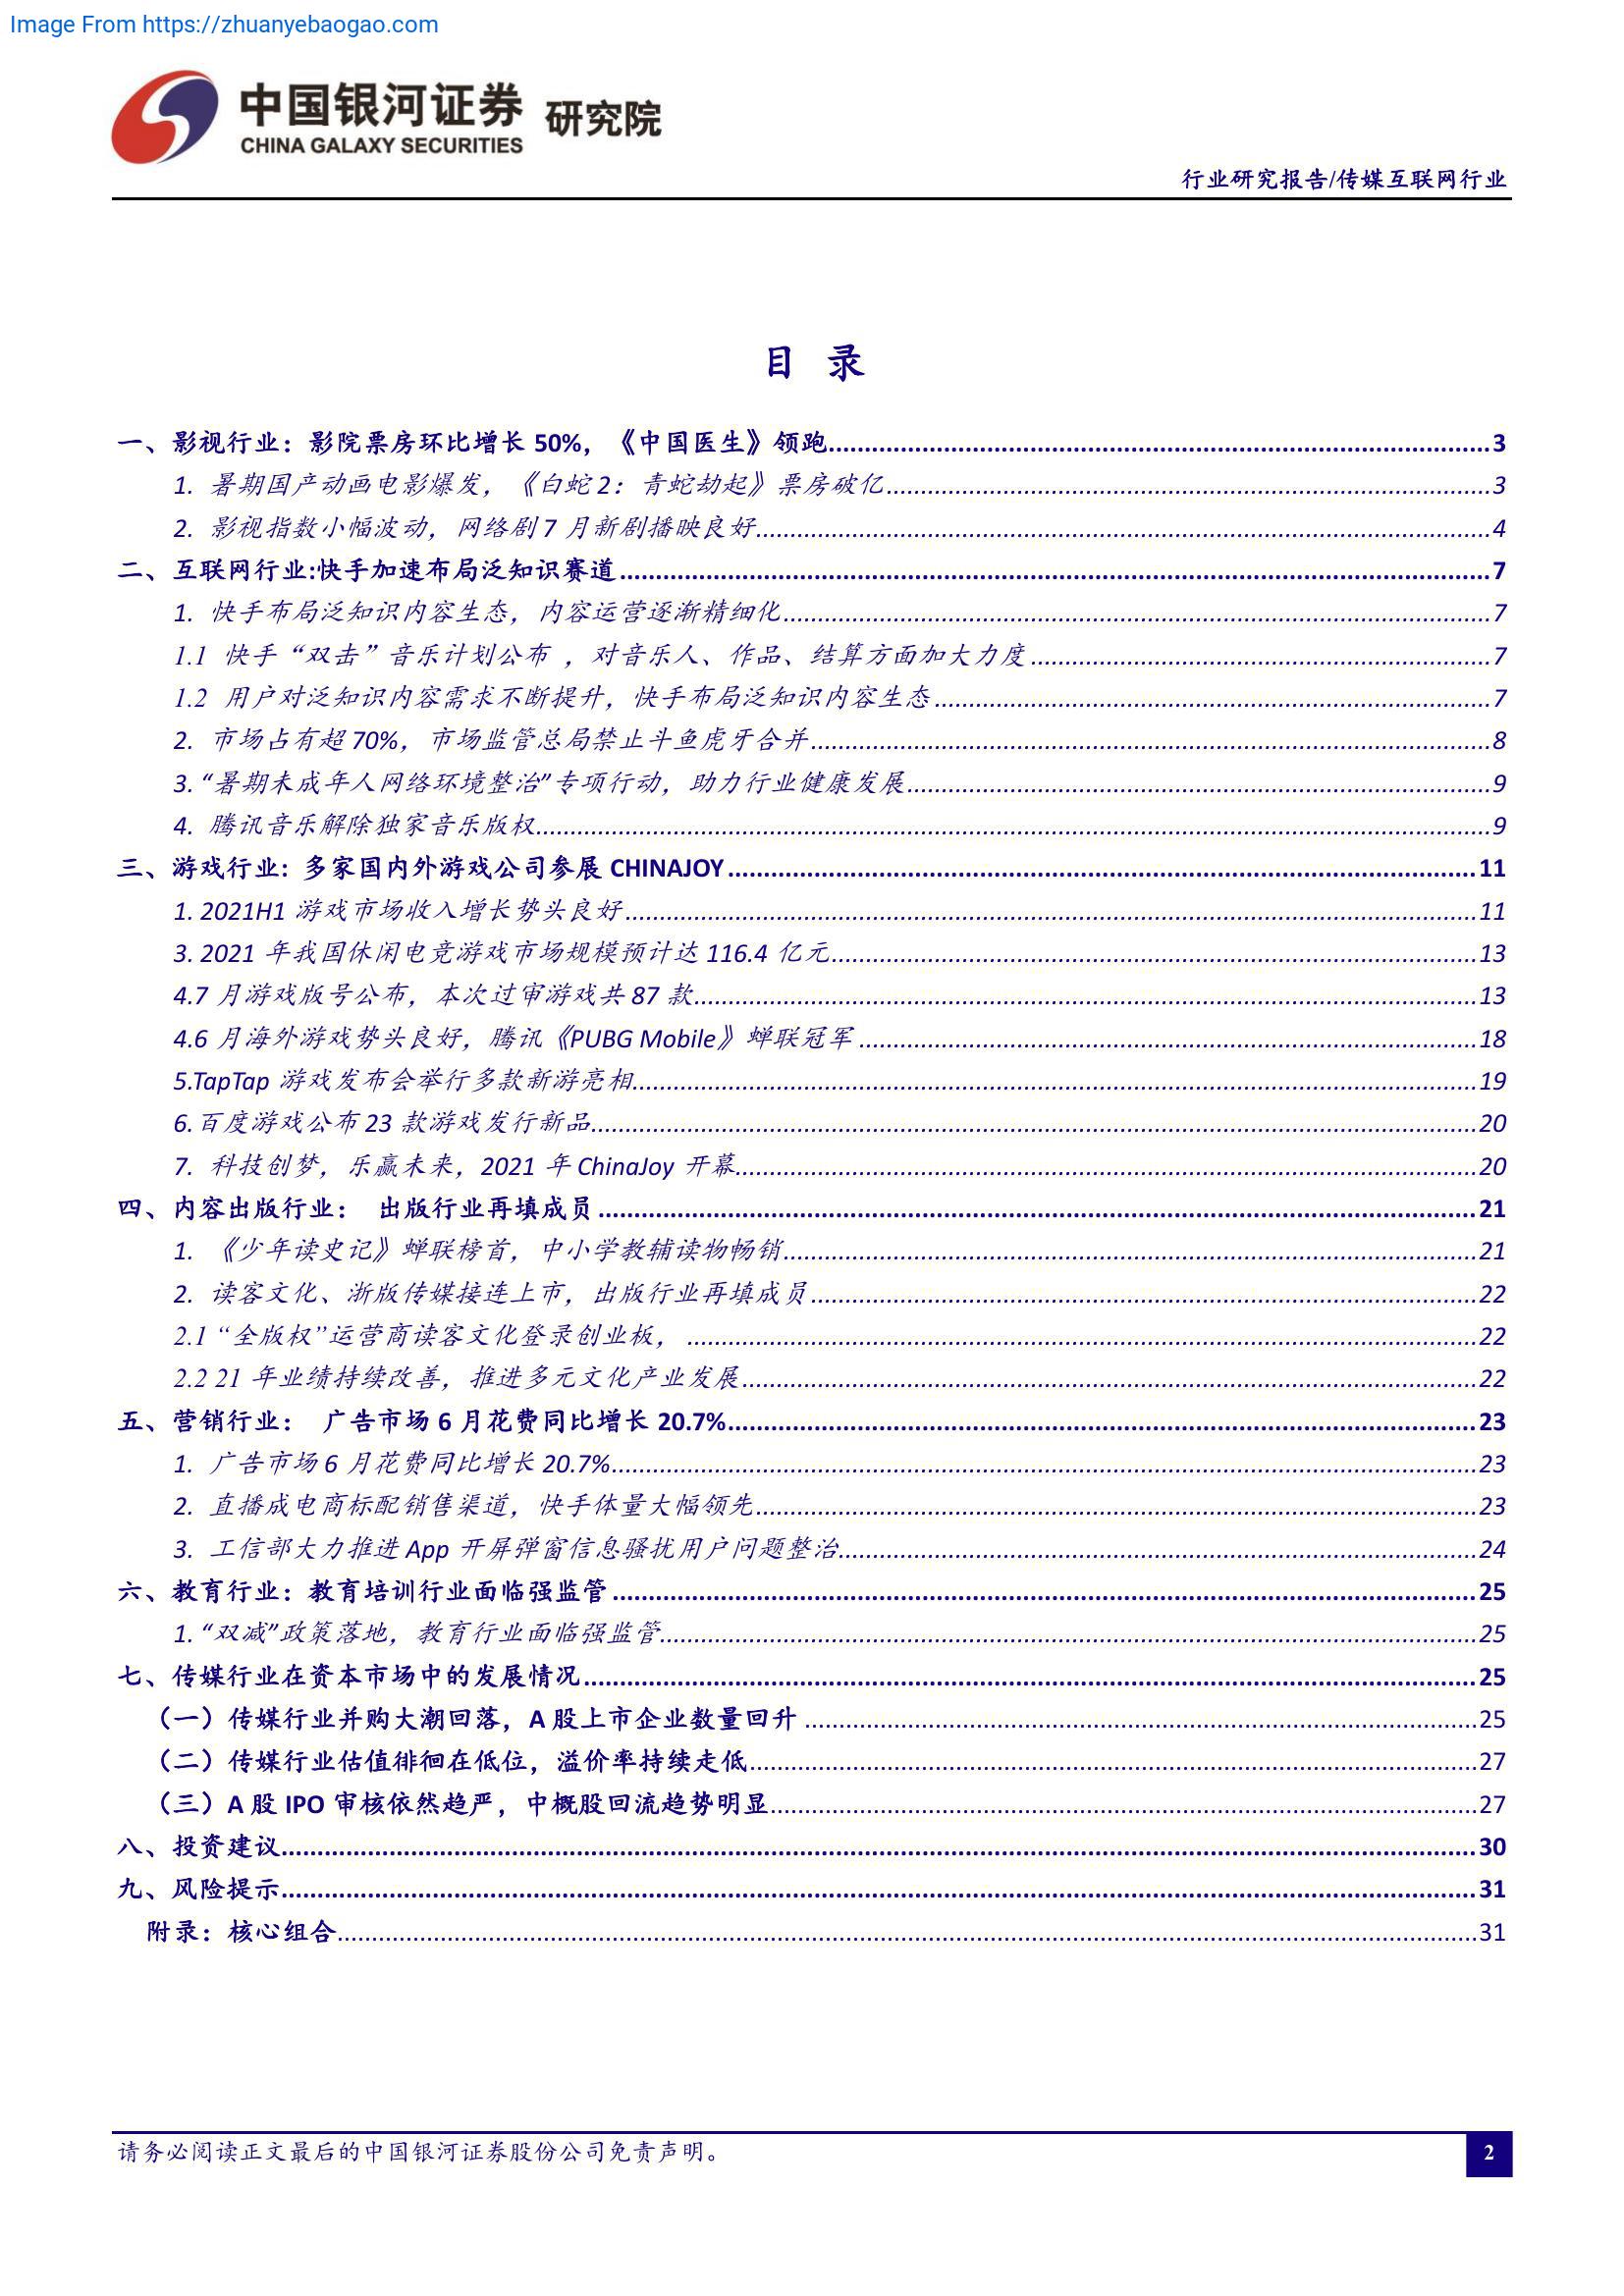 Image From https://zhuanyebaogao.com
中国银河证券 研究院
CHINA GALAXY SECURITIES
行业研究报告/传媒互联网行业
目 录
一、影视行业：影院票房环比增长 50%，《中国医生》领跑 3
1. 暑期国产动画电影爆发，《白蛇 2：青蛇劫起》票房破亿 3
2. 影视指数小幅波动，网络剧 7 月新剧播映良好 4
二、互联网行业:快手加速布局泛知识赛道 7
1. 快手布局泛知识内容生态，内容运营逐渐精细化 7
1.1 快手“双击”音乐计划公布 ，对音乐人、作品、结算方面加大力度 7
1.2 用户对泛知识内容需求不断提升，快手布局泛知识内容生态 7
2. 市场占有超 70%，市场监管总局禁止斗鱼虎牙合并 8
3. “暑期未成年人网络环境整治”专项行动，助力行业健康发展 9
4. 腾讯音乐解除独家音乐版权 9
三、游戏行业: 多家国内外游戏公司参展 CHINAJOY 11
1. 2021H1 游戏市场收入增长势头良好 11
3. 2021 年我国休闲电竞游戏市场规模预计达 116.4 亿元 13
4.7 月游戏版号公布，本次过审游戏共 87 款 13
4.6 月海外游戏势头良好，腾讯《PUBG Mobile》蝉联冠军 18
5.TapTap 游戏发布会举行多款新游亮相 19
6. 百度游戏公布 23 款游戏发行新品 20
7. 科技创梦，乐赢未来，2021 年 ChinaJoy 开幕 20
四、内容出版行业： 出版行业再填成员 21
1. 《少年读史记》蝉联榜首，中小学教辅读物畅销 21
2. 读客文化、浙版传媒接连上市，出版行业再填成员 22
2.1 “全版权”运营商读客文化登录创业板， 22
2.2 21 年业绩持续改善，推进多元文化产业发展 22
五、营销行业： 广告市场 6 月花费同比增长 20.7% 23
1. 广告市场 6 月花费同比增长 20.7% 23
2. 直播成电商标配销售渠道，快手体量大幅领先 23
3. 工信部大力推进 App 开屏弹窗信息骚扰用户问题整治 24
六、教育行业：教育培训行业面临强监管 25
1. “双减”政策落地，教育行业面临强监管 25
七、传媒行业在资本市场中的发展情况 25
（一）传媒行业并购大潮回落，A 股上市企业数量回升 25
（二）传媒行业估值徘徊在低位，溢价率持续走低 27
（三）A 股 IPO 审核依然趋严，中概股回流趋势明显 27
八、投资建议 30
九、风险提示 31
附录：核心组合 31
请务必阅读正文最后的中国银河证券股份公司免责声明。
2